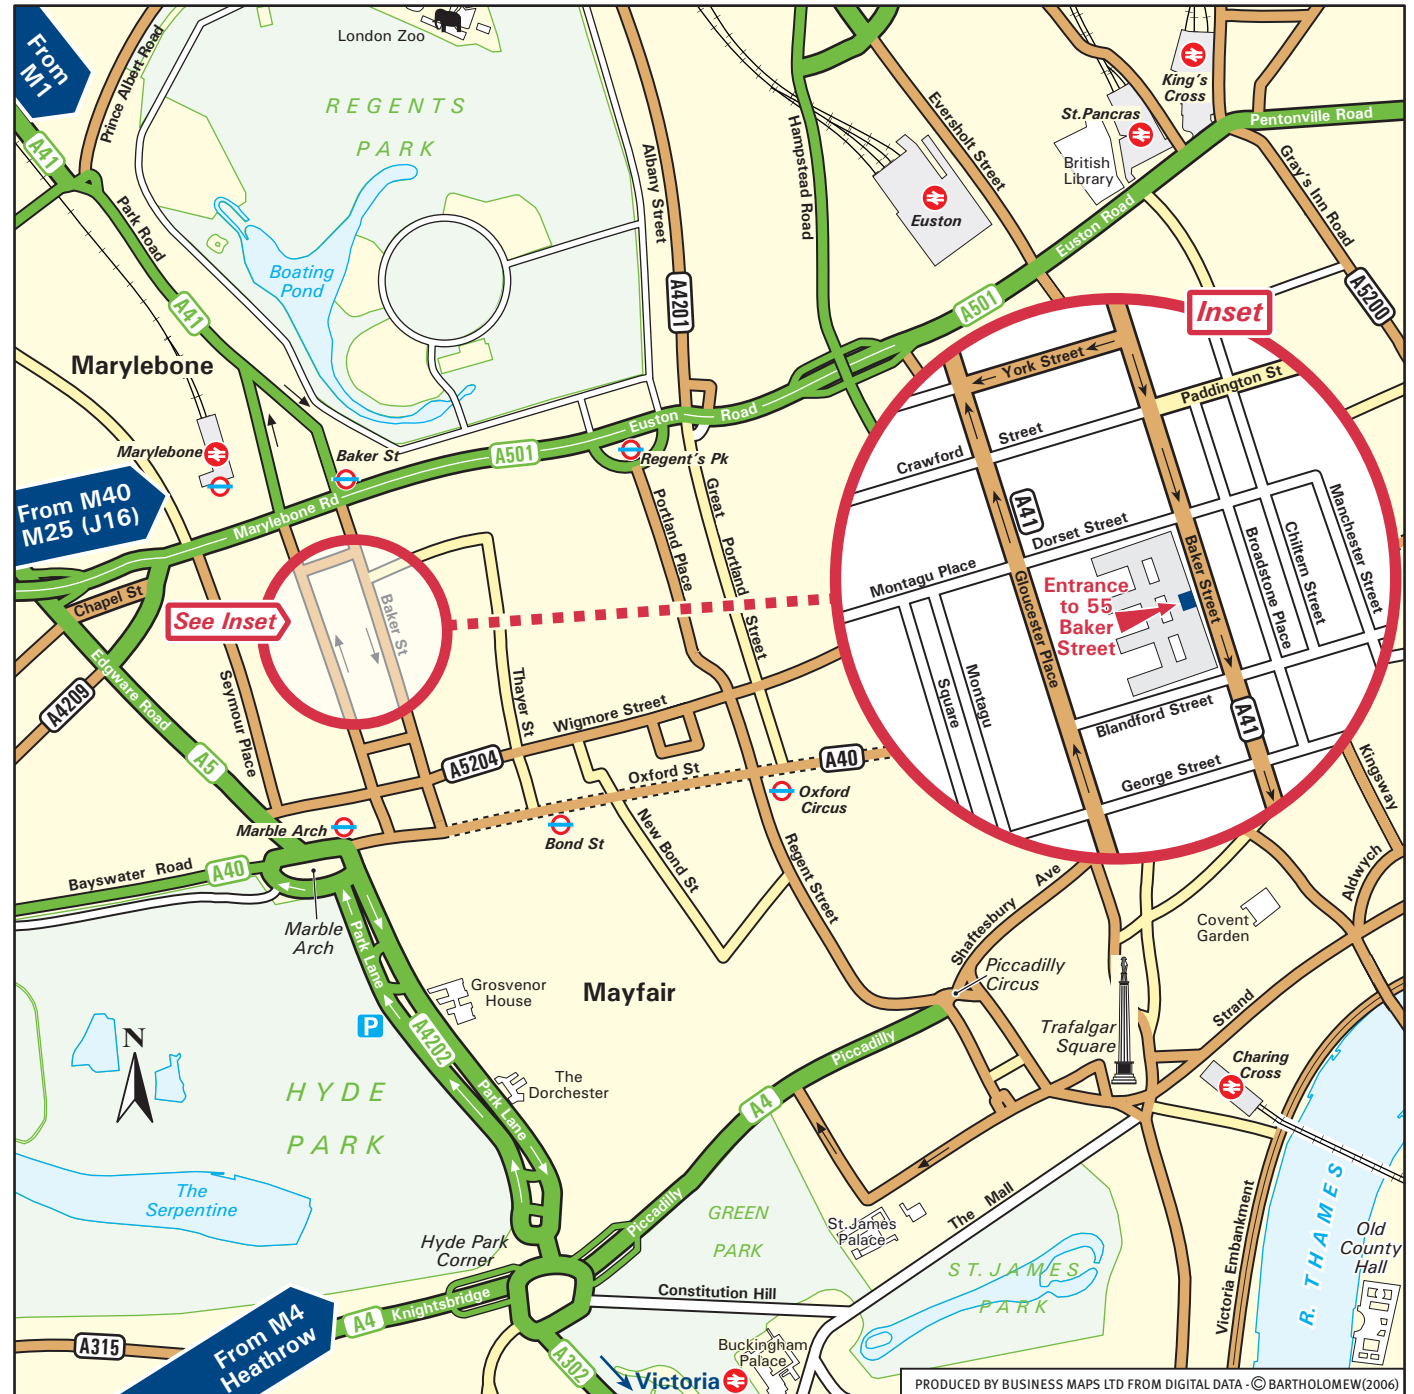 From
M1
Prince Albert Road
London Zoo
REGENTS
PARK
A41
Park Road
A41
Boating
Pond
Albany Street
A4201
Hampstead Road
Eversholt Street
Euston
St.Pancras
King's
Cross
British
Library
Pentonville Road
Gray's Inn Road
A5200
Euston Road
A501
Inset
Marylebone
Marylebone
Baker St
A501
Euston
Road
Regent's Pk
From M40
M25 (J16)
Marylebone Rd
Chapel St
See Inset
Baker St
A4209
Edgware Road
A5
Seymour Place
Thayer St
Portland Place
Great
Portland
Street
Wigmore Street
A5204
Oxford St
A40
Oxford
Circus
Bond St
New Bond St
Regent Street
York Street
Paddington St
Crawford
Street
A41
Dorset Street
Montagu Place
Gloucester Place
Baker Street
Broadstone Place
Chiltern Street
Manchester Street
Entrance
to 55
Baker
Street
Montagu
Square
Blandford Street
A41
George Street
Kingsway
Aldwych
Marble Arch
Bayswater Road
A40
Marble
Arch
Park Lane
Grosvenor
House
Mayfair
P
A4202
Park Lane
The
Dorchester
N
HYDE
PARK
The
Serpentine
Shaftesbury
Ave
Piccadilly
Circus
Covent
Garden
Trafalgar
Square
Strand
Charing
Cross
Piccadilly
A4
Piccadilly
GREEN
PARK
St.James
Palace
The Mall
ST.JAMES
PARK
Hyde Park
Corner
Constitution Hill
Knightsbridge
A4
A315
From M4
Heathrow
A302
Buckingham
Palace
Victoria
Victoria Embankment
R. THAMES
Old
County
Hall
PRODUCED BY BUSINESS MAPS LTD FROM DIGITAL DATA - © BARTHOLOMEW(2006)